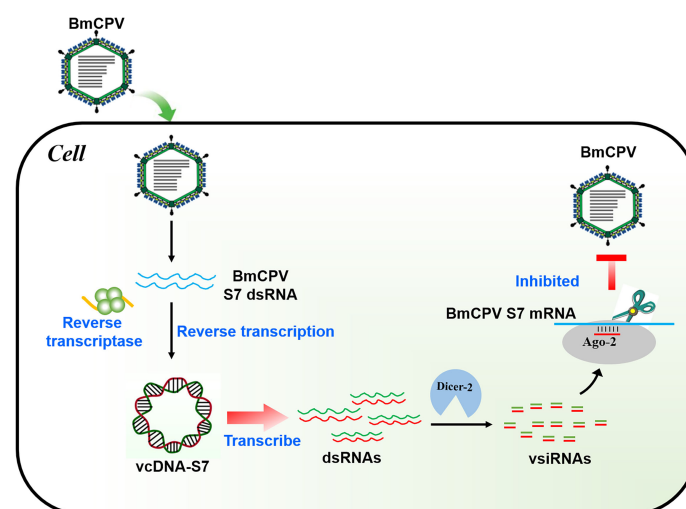 BmCPV
Cell
BmCPV
BmCPV
S7 dsRNA
Reverse
transcriptase
Reverse transcription
Inhibited
BmCPV S7 mRNA
Ago-2
Dicer-2
Transcribe
vcDNA-S7
dsRNAs
vsiRNAs